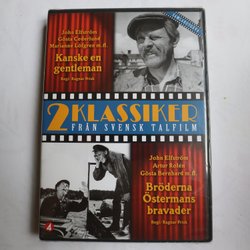 John Elfström
Gösta Cederlund
Marianne Löfgren m.fl.
Kanske en
gentleman
Regi: Ragnar Frisk
2 KLASSIKER
FRÅN SVENSK TALFILM
John Elfström
Artur Rolén
Gösta Bernhard m.fl.
Bröderna
Östermans
bravader
Regi: Ragnar Frisk